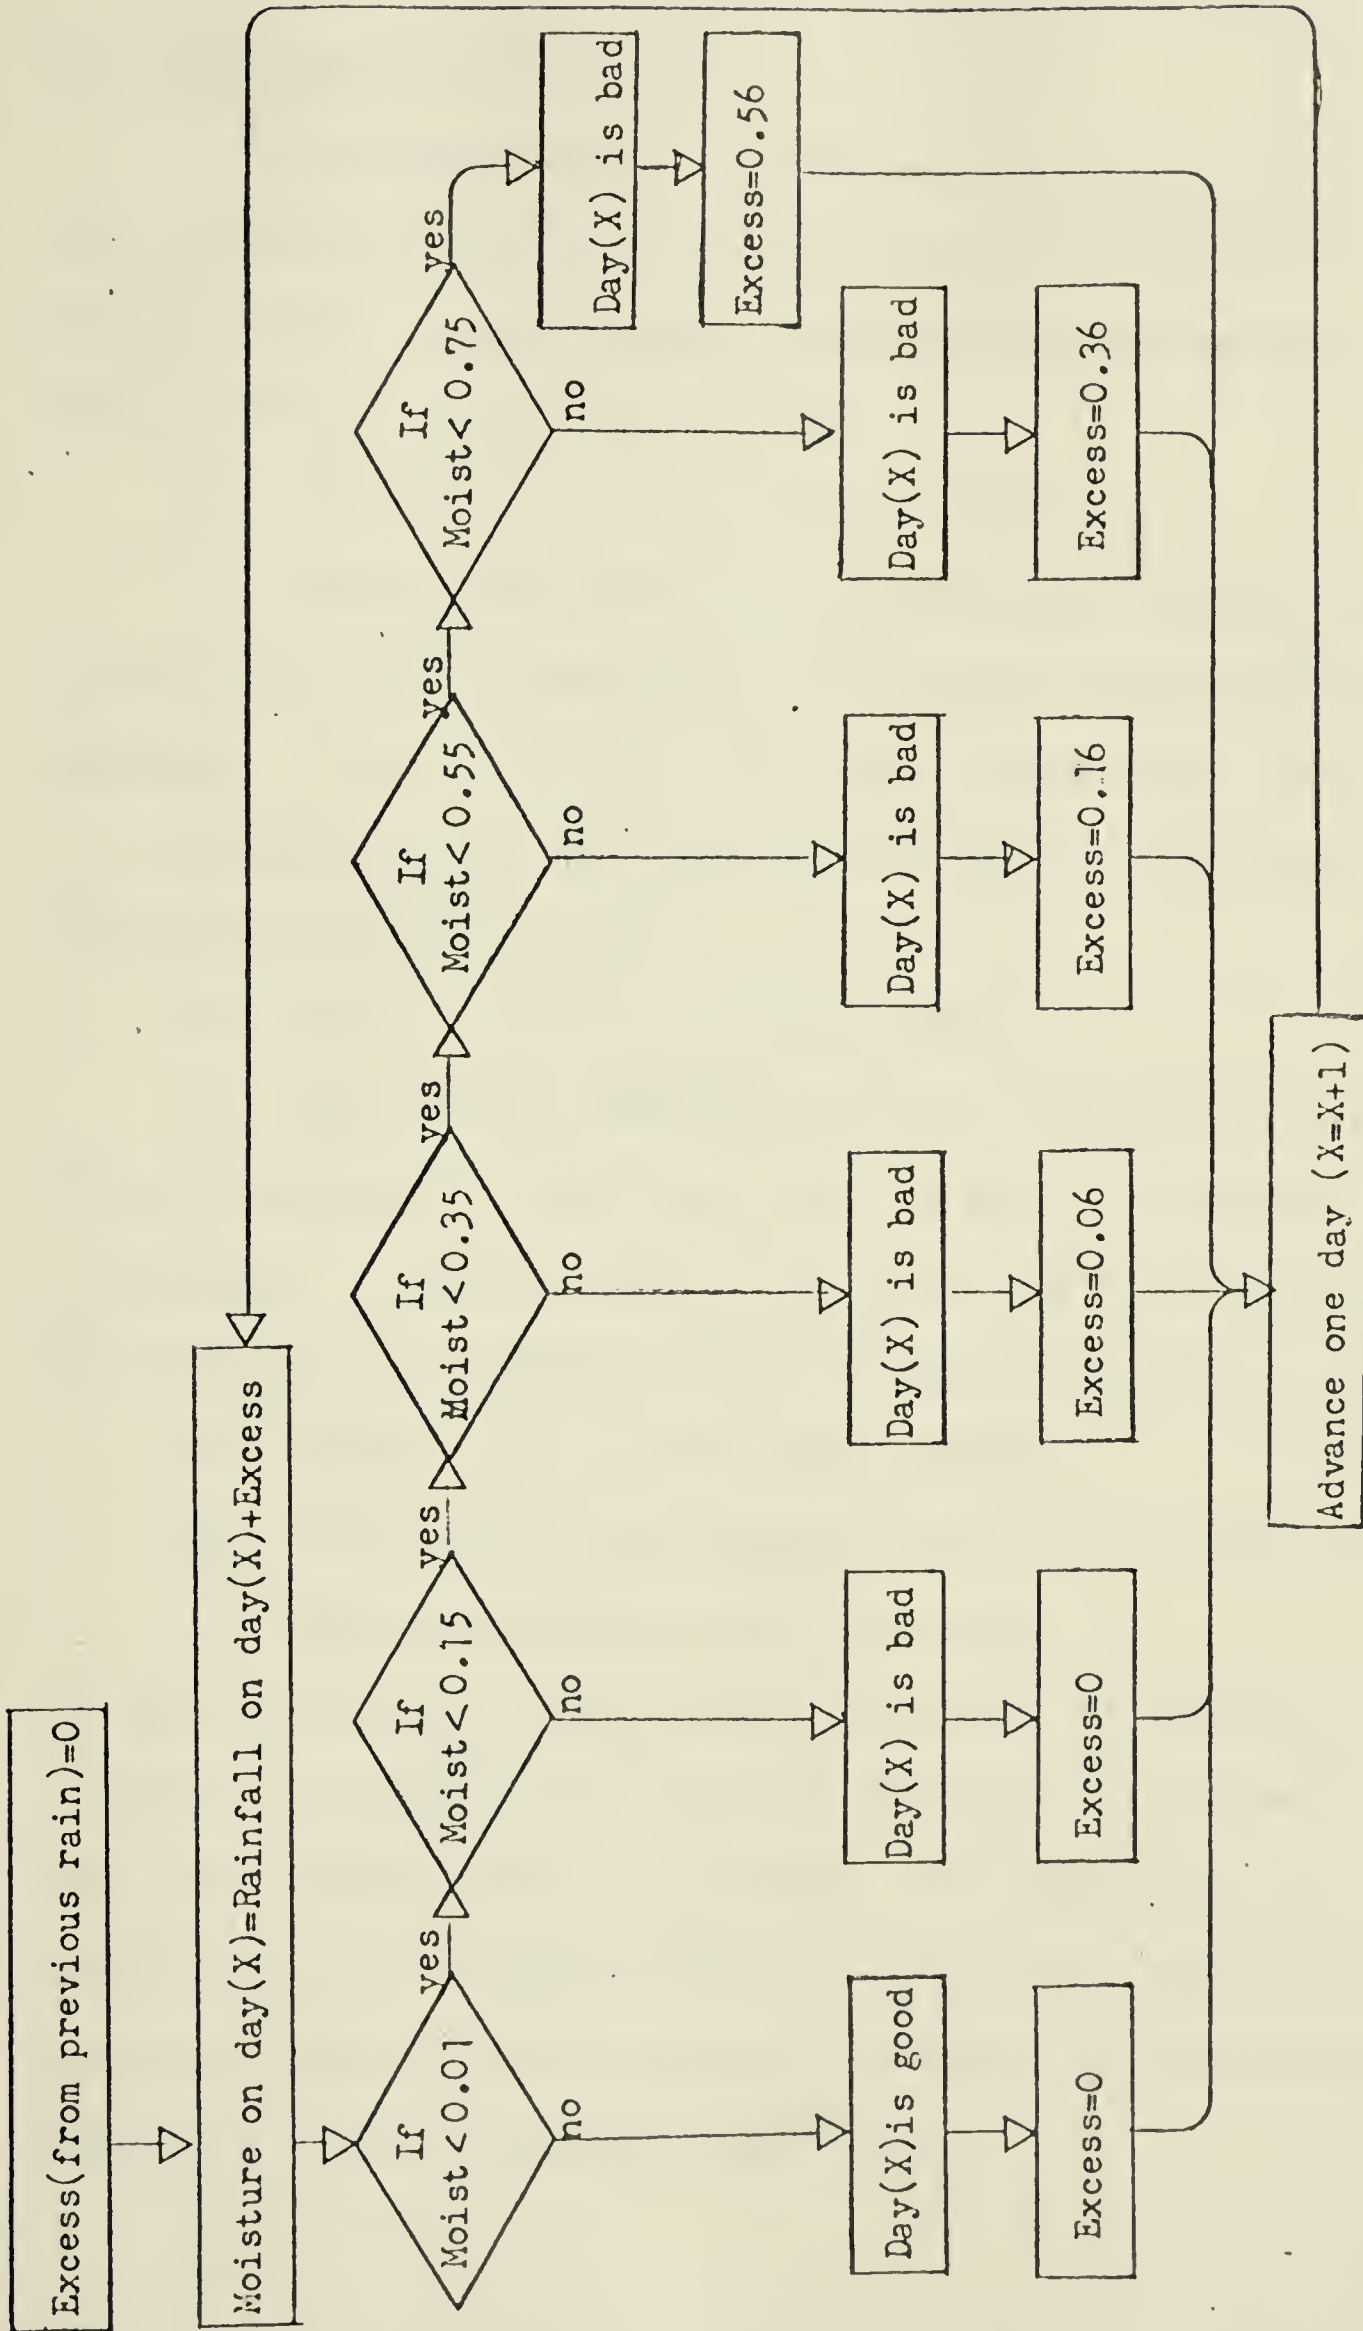 Excess(from previous rain)=0
Moisture on day(X)=Rainfall on day(X)+Excess
If
Moist<0.01
yes
no
If
Moist<0.15
yes
no
If
Moist<0.35
yes
no
If
Moist<0.55
yes
no
If
Moist<0.75
yes
no
Day(X)is good
Excess=0
Day(X) is bad
Excess=0
Day(X) is bad
Excess=0.06
Day(X) is bad
Excess=0.16
Day(X) is bad
Excess=0.36
Day(X) is bad
Excess=0.56
Advance one day (X=X+1)